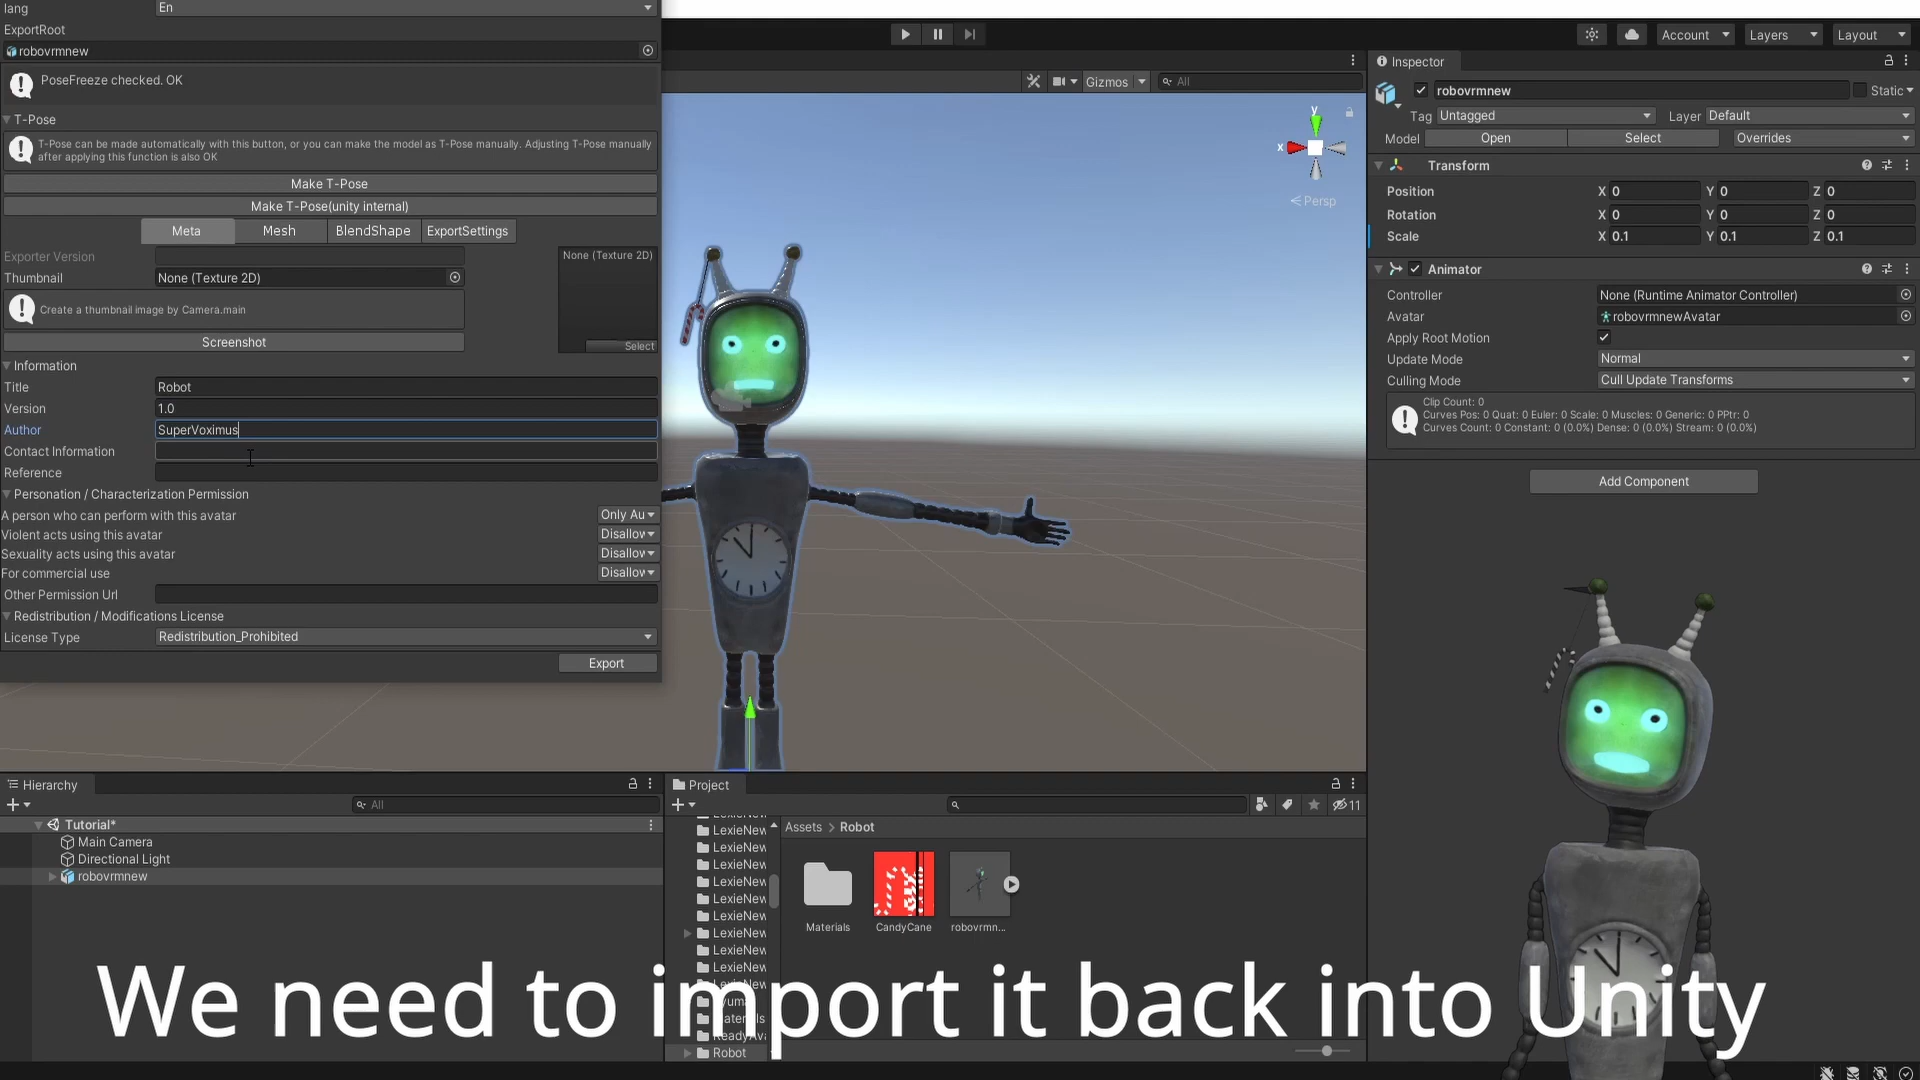 lang
En
ExportRoot
robovrmnew
PoseFreeze checked. OK
T-Pose
T-Pose can be made automatically with this button, or you can make the model as T-Pose manually. Adjusting T-Pose manually
after applying this function is also OK
Make T-Pose
Make T-Pose(unity internal)
Meta
Mesh
BlendShape
ExportSettings
Exporter Version
Thumbnail
None (Texture 2D)
None (Texture 2D)
Create a thumbnail image by Camera.main
Screenshot
Select
Information
Title
Robot
Version
1.0
Author
SuperVoximus
Contact Information
Reference
Personation / Characterization Permission
A person who can perform with this avatar
Only Au
Violent acts using this avatar
Disallov
Sexuality acts using this avatar
Disallov
For commercial use
Disallov
Other Permission Url
Redistribution / Modifications License
License Type
Redistribution_Prohibited
Export
Account
Layers
Layout
Gizmos
All
y
x
Persp
Inspector
robovrmnew
Static
Tag
Untagged
Layer
Default
Model
Open
Select
Overrides
Transform
Position
X 0
Y 0
Z 0
Rotation
X 0
Y 0
Z 0
Scale
X 0.1
Y 0.1
Z 0.1
Animator
Controller
None (Runtime Animator Controller)
Avatar
robovrmnewAvatar
Apply Root Motion
Update Mode
Normal
Culling Mode
Cull Update Transforms
Clip Count: 0
Curves Pos: 0 Quat: 0 Euler: 0 Scale: 0 Muscles: 0 Generic: 0 PPtr: 0
Curves Count: 0 Constant: 0 (0.0%) Dense: 0 (0.0%) Stream: 0 (0.0%)
Add Component
Hierarchy
All
Tutorial*
Main Camera
Directional Light
robovrmnew
Project
11
LexieNew
LexieNew
LexieNew
LexieNew
LexieNew
LexieNew
LexieNew
LexieNew
LexieNew
Robot
Assets > Robot
Materials
CandyCane
robovrmn...
We need to import it back into Unity